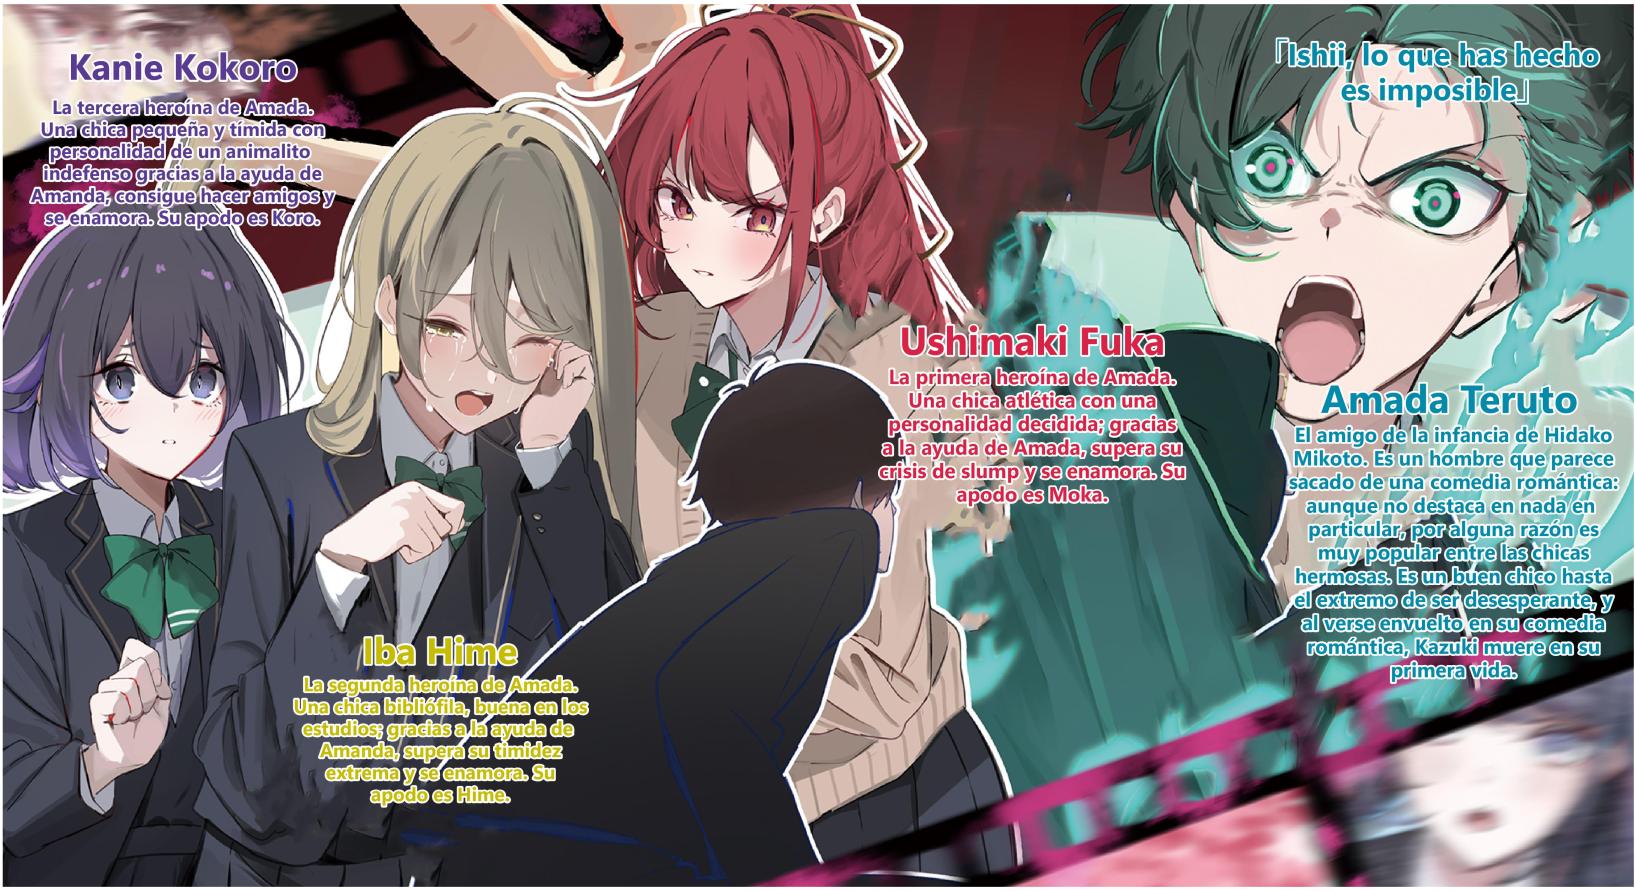 Kanie Kokoro
La tercera heroína de Amada.
Una chica pequeña y tímida con
personalidad de un animalito
indefenso gracias a la ayuda de
Amanda, consigue hacer amigos y
se enamora. Su apodo es Koro.
Iba Hime
La segunda heroína de Amada.
Una chica bibliófila, buena en los
estudios; gracias a la ayuda de
Amanda, supera su timidez
extrema y se enamora. Su
apodo es Hime.
Ushimaki Fuka
La primera heroína de Amada.
Una chica atlética con una
personalidad decidida; gracias
a la ayuda de Amada, supera su
crisis de slump y se enamora. Su
apodo es Moka.
「Ishii, lo que has hecho
es imposible」
Amada Teruto
El amigo de la infancia de Hidako
Mikoto. Es un hombre que parece
sacado de una comedia romántica:
aunque no destaca en nada en
particular, por alguna razón es
muy popular entre las chicas
hermosas. Es un buen chico hasta
el extremo de ser desesperante, y
al verse envuelto en su comedia
romántica, Kazuki muere en su
primera vida.